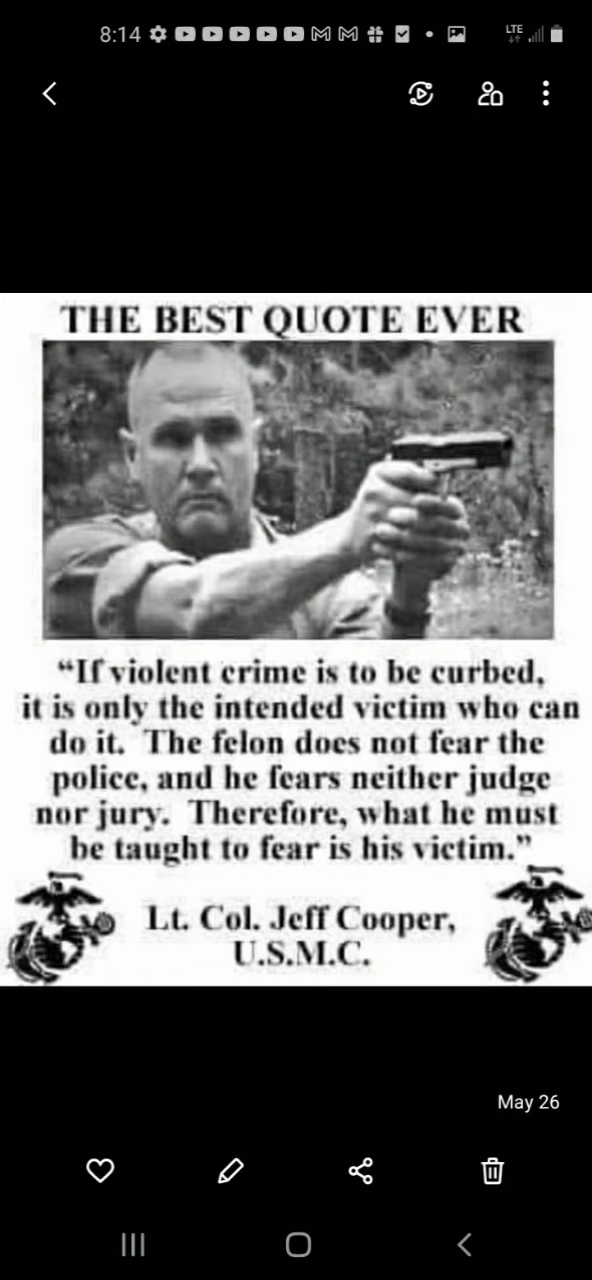 8:14
LTE
THE BEST QUOTE EVER
“If violent crime is to be curbed,
it is only the intended victim who can
do it. The felon does not fear the
police, and he fears neither judge
nor jury. Therefore, what he must
be taught to fear is his victim.”
Lt. Col. Jeff Cooper,
U.S.M.C.
May 26